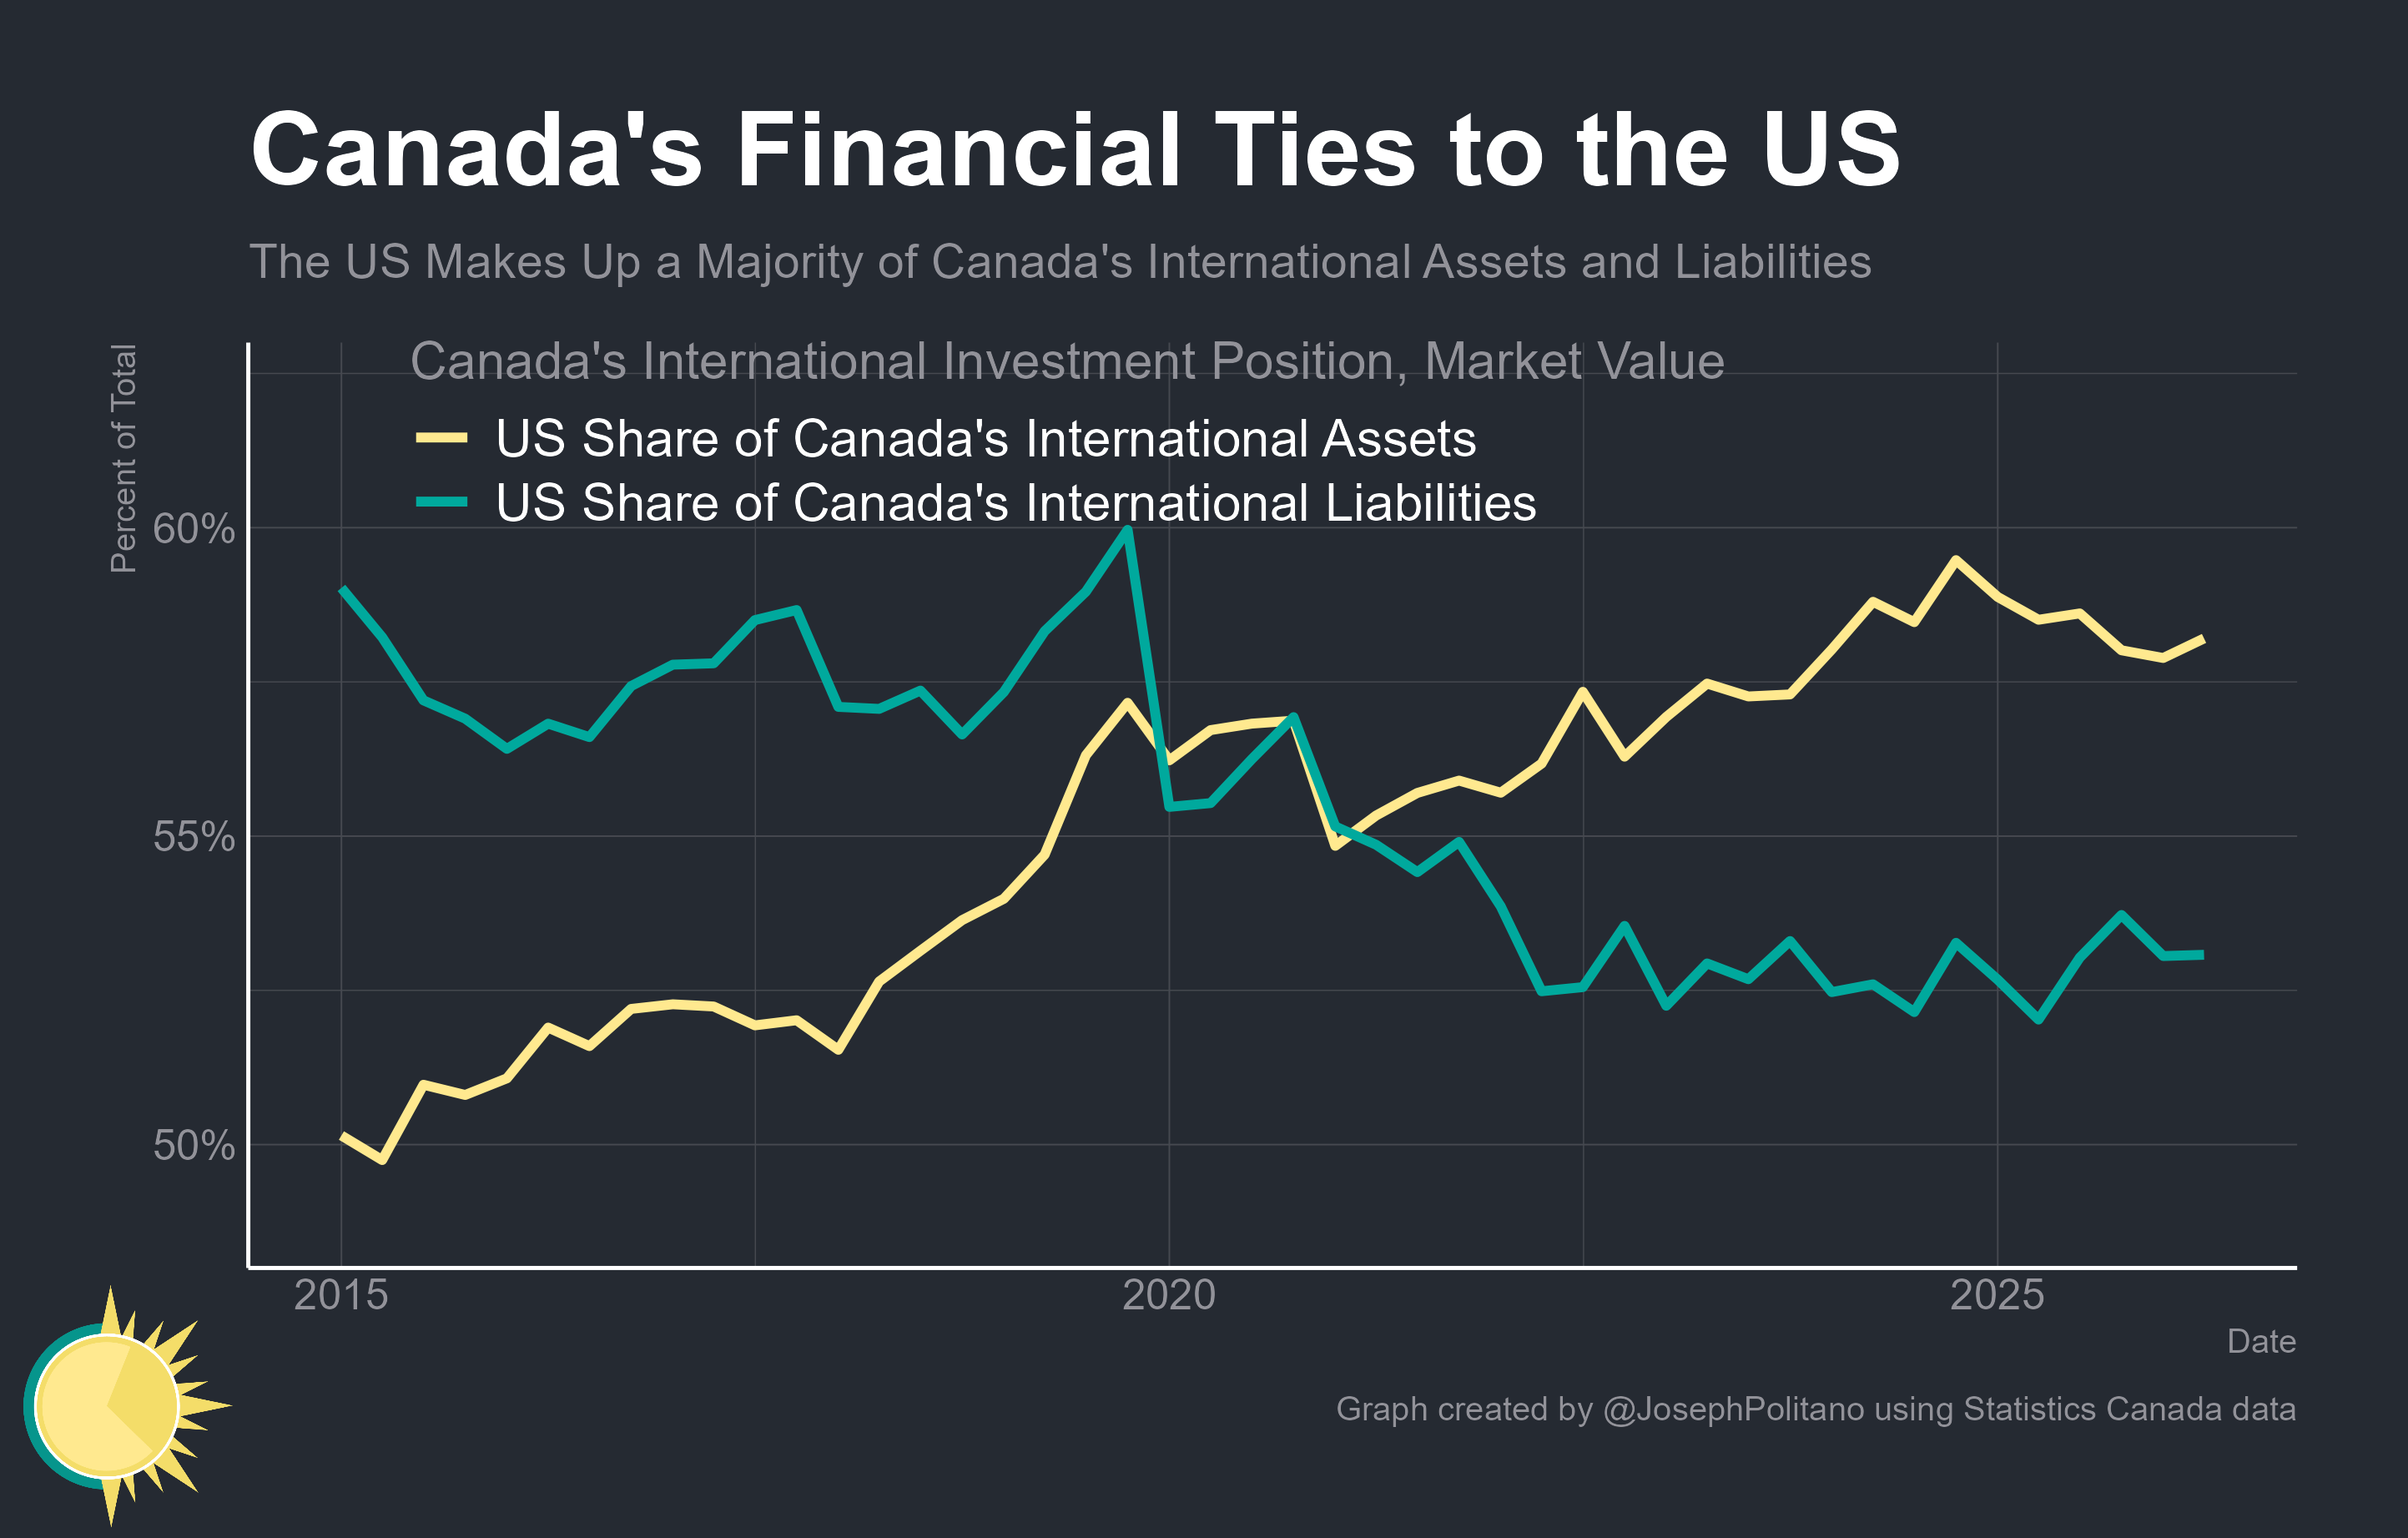 Canada's Financial Ties to the US
The US Makes Up a Majority of Canada's International Assets and Liabilities
Percent of Total
Canada's International Investment Position, Market Value
US Share of Canada's International Assets
US Share of Canada's International Liabilities
60%
55%
50%
2015 2020 2025
Date
Graph created by @JosephPolitano using Statistics Canada data